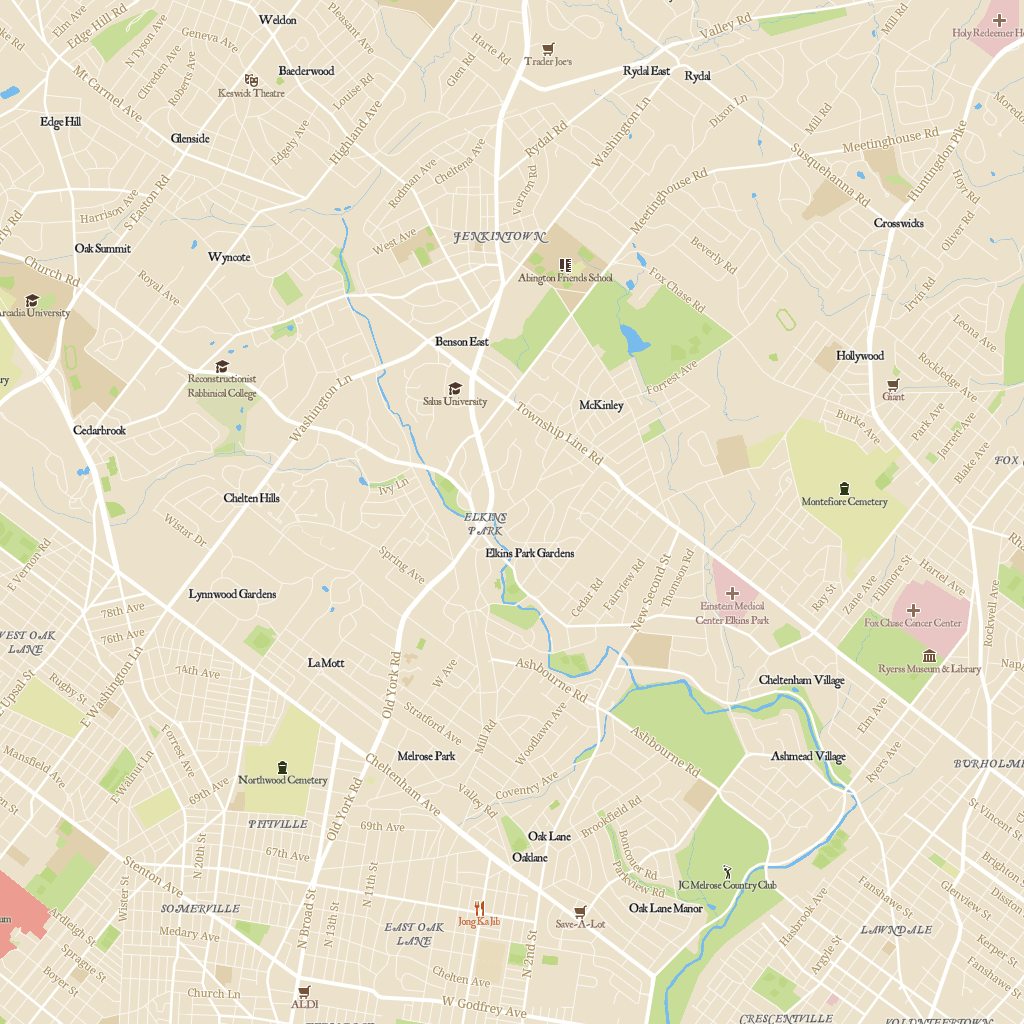 Weldon
Elm Ave
Edge Hill Rd
N Tyson Ave
Geneva Ave
Pleasant Ave
Cliveden Ave
Roberts Ave
Mt Carmel Ave
Baederwood
Keswick Theatre
Louise Rd
Highland Ave
Harte Rd
Glen Rd
Trader Joe's
Valley Rd
Rydal East
Rydal
Mill Rd
Edge Hill
Glenside
Edgely Ave
Rodman Ave
Cheltena Ave
Rydal Rd
Washington Ln
Dixon Ln
Mill Rd
Meetinghouse Rd
Huntingdon Pike
Susquehanna Rd
Vernon Rd
Meetinghouse Rd
Hoyt Rd
Harrison Ave
S Easton Rd
Crosswicks
Oliver Rd
JENKINTOWN
West Ave
Beverly Rd
Oak Summit
Wyncote
Church Rd
Royal Ave
Abington Friends School
Fox Chase Rd
Irvin Rd
Arcadia University
Leona Ave
Benson East
Hollywood
Rockledge Ave
Reconstructionist
Rabbinical College
Washington Ln
Salus University
Forrest Ave
McKinley
Giant
Township Line Rd
Burke Ave
Park Ave
Jarrett Ave
Blake Ave
Cedarbrook
Ivy Ln
Chelten Hills
Montefiore Cemetery
ELKINS
PARK
Wistar Dr
Spring Ave
Elkins Park Gardens
E Vernon Rd
Lynnwood Gardens
78th Ave
76th Ave
Cedar Rd
Fairview Rd
New Second St
Thomson Rd
Einstein Medical
Center Elkins Park
Ray St
Zane Ave
Fillmore St
Harrel Ave
Fox Chase Cancer Center
Rockwell Ave
WEST OAK
LANE
74th Ave
La Mott
Ryerss Museum & Library
Rugby St
E Washington Ln
Old York Rd
W Ave
Ashbourne Rd
Cheltenham Village
Elm Ave
Stratford Ave
Mill Rd
Woodlawn Ave
Ashbourne Rd
Mansfield Ave
E Walnut Ln
Forrest Ave
Melrose Park
Ashmead Village
Ryers Ave
Northwood Cemetery
69th Ave
Cheltenham Ave
Coventry Ave
Valley Rd
PITTVILLE
Old York Rd
69th Ave
St Vincent St
Oak Lane
Oaklane
Brookfield Rd
Boncouer Rd
Parkview Rd
67th Ave
N 20th St
N 11th St
JC Melrose Country Club
Stenton Ave
Wister St
SOMERVILLE
N Broad St
N 13th St
Jong Ka Jib
Save-A-Lot
Oak Lane Manor
Fanshawe St
Glenview St
Hasbrook Ave
Argyle St
LAWNDALE
Kerper St
Fanshawe St
Ardleigh St
Medary Ave
EAST OAK
LANE
N 2nd St
Sprague St
Boyer St
Chelten Ave
Church Ln
ALDI
W Godfrey Ave
CRESCENTVILLE